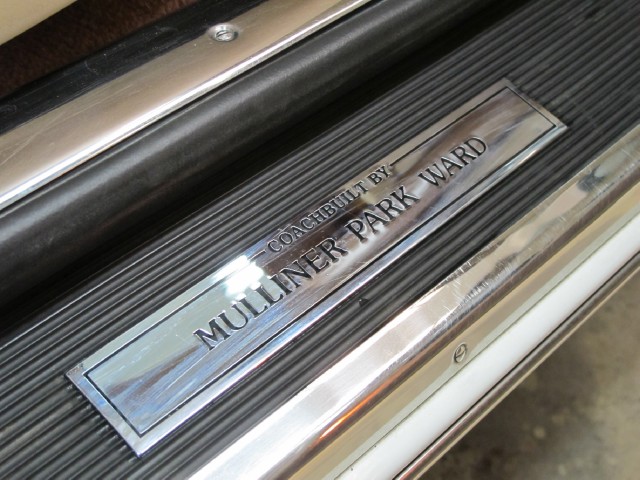 COACHBUILT BY
MULLINER PARK WARD